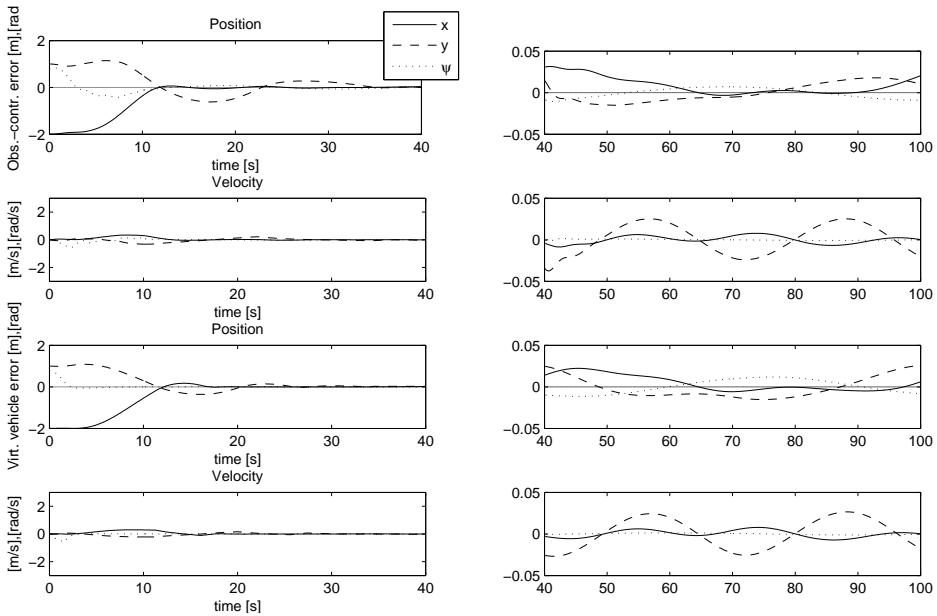 Position
x
y
ψ
Obs.-contr. error [m],[rad
2
0
−2
0 10 20 30 40
time [s]
0.05
0
−0.05
40 50 60 70 80 90 100
Velocity
[m/s],[rad/s]
2
0
−2
0 10 20 30 40
time [s]
0.05
0
−0.05
40 50 60 70 80 90 100
Position
Virt. vehicle error [m],[rad
2
0
−2
0 10 20 30 40
time [s]
0.05
0
−0.05
40 50 60 70 80 90 100
Velocity
[m/s],[rad/s]
2
0
−2
0 10 20 30 40
time [s]
0.05
0
−0.05
40 50 60 70 80 90 100